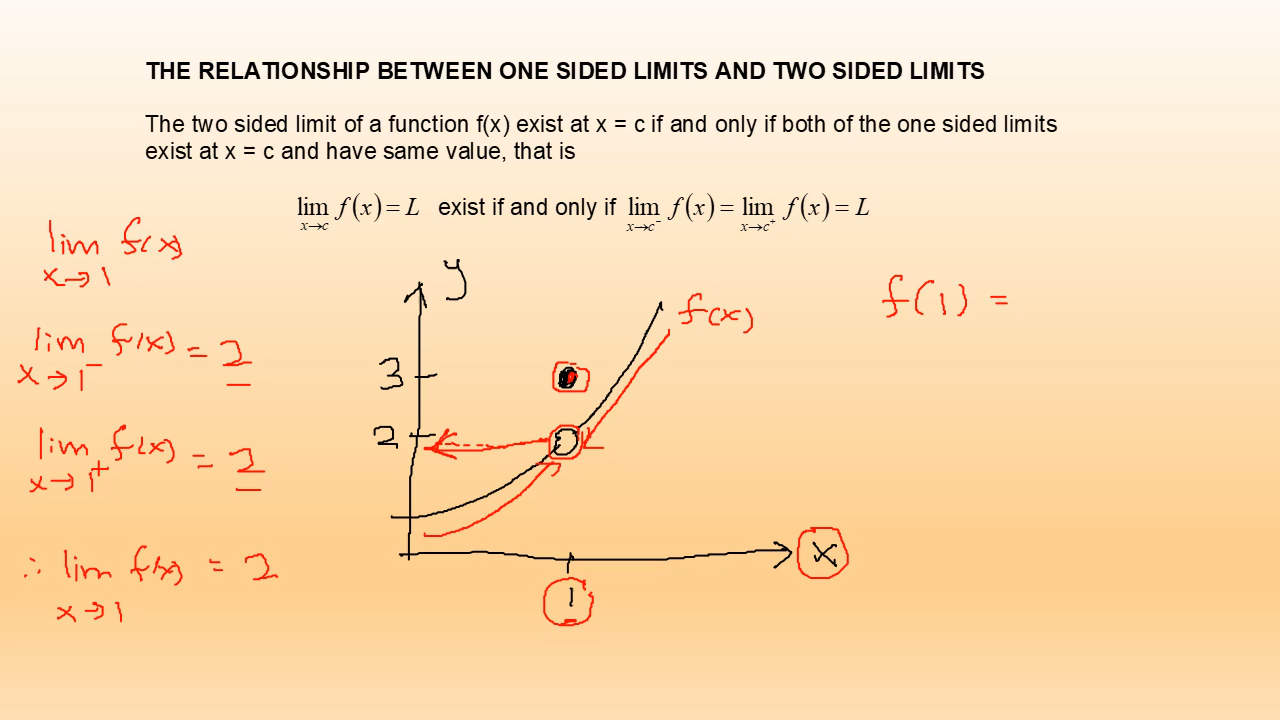 THE RELATIONSHIP BETWEEN ONE SIDED LIMITS AND TWO SIDED LIMITS
The two sided limit of a function f(x) exist at x = c if and only if both of the one sided limits
exist at x = c and have same value, that is
lim x→c f(x) = L exist if and only if lim x→c⁻ f(x) = lim x→c⁺ f(x) = L
lim x→1 f(x)
lim x→1⁻ f(x) = 2
lim x→1⁺ f(x) = 2
∴ lim x→1 f(x) = 2
y
f(x)
3
2
1
x
f(1) =